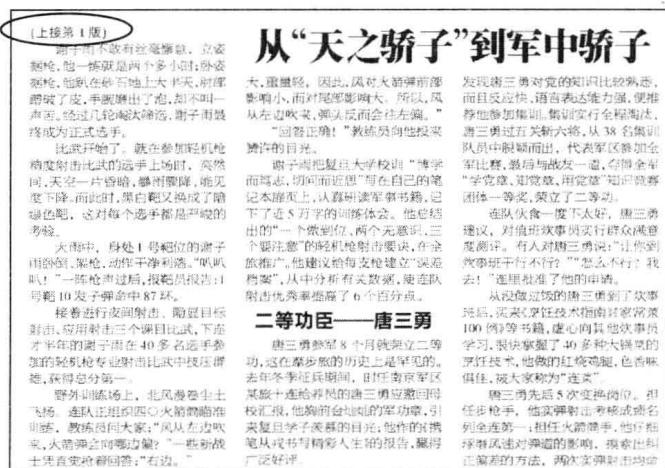 (上接第1版)
从“天之骄子”到军中骄子
谢子雨不敢有丝毫懈怠,立姿
据枪,他一练就是两个多小时;卧姿
据枪,他趴在砂石地上大半天,肘部
磨破了皮,手腕磨出了泡,却不叫一
声苦。经过几轮淘汰筛选,谢子雨最
终成为正式选手。
比武开始了。就在参加轻机枪
精度射击比武的选手上场时,突然
间,天空一片昏暗,暴雨骤降,能见
度下降。而此时,黑白靶又换成了暗
绿色靶,这对每个选手都是严峻的
考验。
大雨中,身处1号靶位的谢子
雨卧倒、架枪,动作干净利落。“叭叭
叭!”一阵枪声过后,报靶员报告:1
号靶10发子弹命中87环。
接着进行夜间射击、隐显目标
射击、应用射击三个课目比武,下连
才半年的谢子雨在40多名选手参
加的轻机枪专业射击比武中技压群
雄,获得总分第一。
野外训练场上,北风漫卷尘土
飞扬。连队正组织四〇火箭筒瞄准
训练,教练员问大家:“风从左边吹
来,火箭弹会向哪边偏?”一些新战
士凭直觉抢着回答:“右边。”
大,重量轻,因此,风对火箭弹前部
影响小,而对尾部影响大。所以,风
从左边吹来,弹头反而会往左偏。”
“回答正确!”教练员向他投来
赞许的目光。
谢子雨把复旦大学校训“博学
而笃志,切问而近思”写在自己的笔
记本扉页上,认真研读军事书籍,记
下了近5万字的训练体会。他总结
出的“一个做到位,两个无意识,三
个要注意”的轻机枪射击要诀,在全
旅推广。他建议给每支枪建立“误差
档案”,从中分析有关数据,使连队
射击优秀率提高了6个百分点。
二等功臣——唐三勇
唐三勇参军8个月就荣立二等
功,这在摩步旅的历史上是罕见的。
去年冬季征兵期间,时任南京军区
某旅十连给养员的唐三勇应邀回母
校汇报,他胸前金灿灿的军功章,引
来复旦学子羡慕的目光;他作的《携
笔从戎书写精彩人生》的报告,赢得
广泛好评。
发现唐三勇对党的知识比较熟悉,
而且反应快,语言表达能力强,便推
荐他参加集训。集训实行全程淘汰,
唐三勇过五关斩六将,从38名集训
队员中脱颖而出,代表军区参加全
军比赛,最后与战友一道,夺得全军
“学党章、知党章、用党章”知识竞赛
团体一等奖,荣立了二等功。
连队伙食一度不太好,唐三勇
建议,对值班炊事员实行群众满意
度测评。有人对唐三勇说:“让你到
炊事班干行不行?”“怎么不行?我
去!”连里批准了他的申请。
从没做过饭的唐三勇到了炊事
班后,买来《烹饪技术指南》《家常菜
100例》等书籍,虚心向其他炊事员
学习,很快掌握了40多种大锅菜的
烹饪技术,他做的红烧鸡腿,色香味
俱佳,被大家称为“连菜”。
唐三勇先后5次变换岗位。担
任步枪手,他实弹射击考核成绩名
列全连第一;担任火箭筒手,他仔细
琢磨风速对弹道的影响,摸索出纠
正偏差的方法,两次实弹射击均命